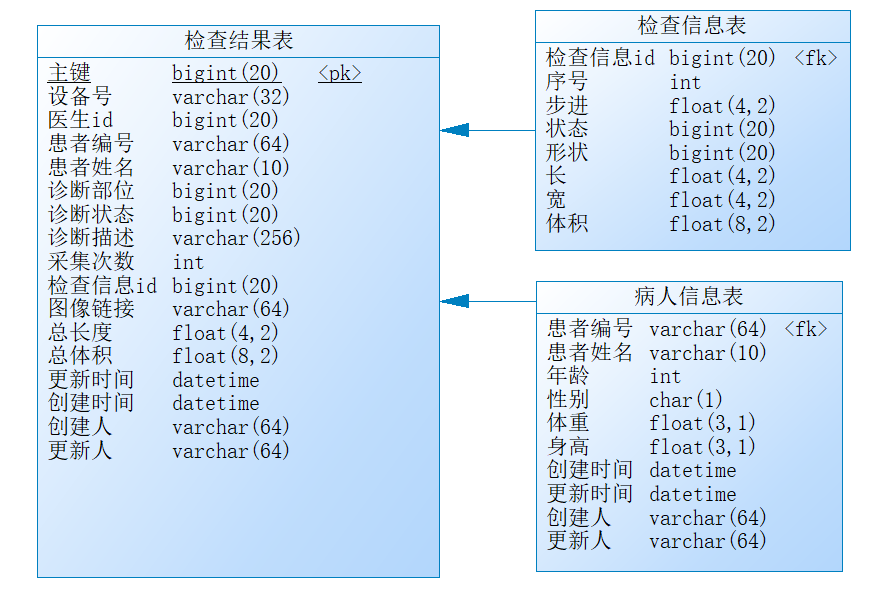 检查结果表
主键 bigint(20) <pk>
设备号 varchar(32)
医生id bigint(20)
患者编号 varchar(64)
患者姓名 varchar(10)
诊断部位 bigint(20)
诊断状态 bigint(20)
诊断描述 varchar(256)
采集次数 int
检查信息id bigint(20)
图像链接 varchar(64)
总长度 float(4,2)
总体积 float(8,2)
更新时间 datetime
创建时间 datetime
创建人 varchar(64)
更新人 varchar(64)
检查信息表
检查信息id bigint(20) <fk>
序号 int
步进 float(4,2)
状态 bigint(20)
形状 bigint(20)
长 float(4,2)
宽 float(4,2)
体积 float(8,2)
病人信息表
患者编号 varchar(64) <fk>
患者姓名 varchar(10)
年龄 int
性别 char(1)
体重 float(3,1)
身高 float(3,1)
创建时间 datetime
更新时间 datetime
创建人 varchar(64)
更新人 varchar(64)